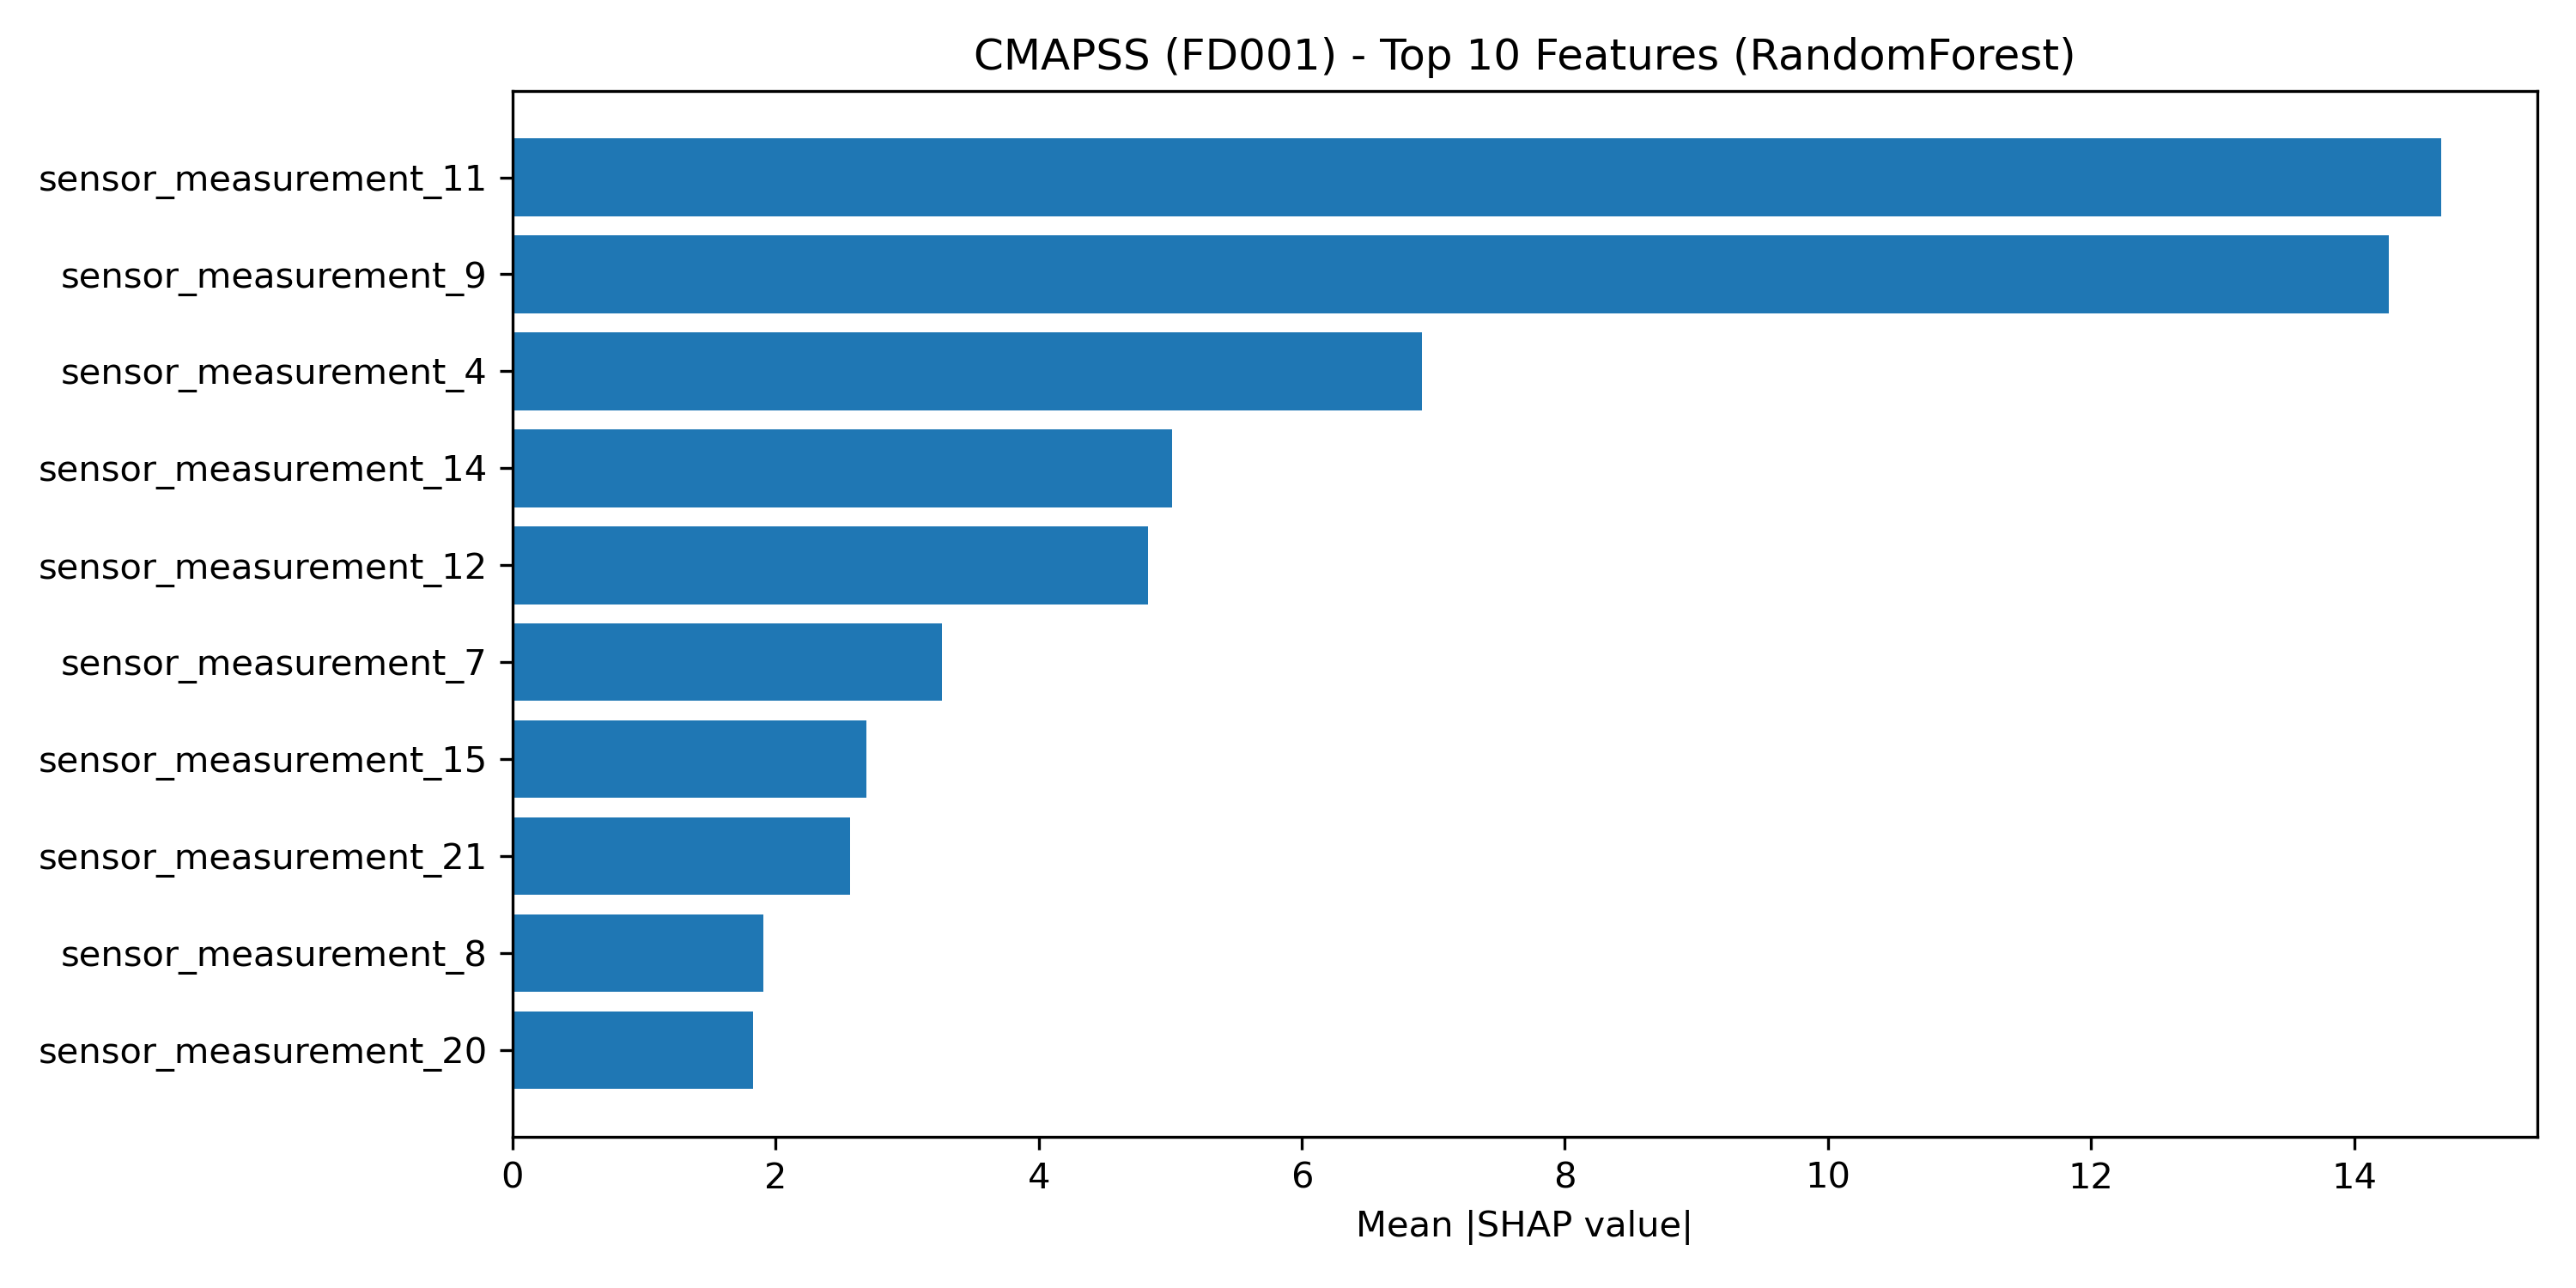 CMAPSS (FD001) - Top 10 Features (RandomForest)
sensor_measurement_11
sensor_measurement_9
sensor_measurement_4
sensor_measurement_14
sensor_measurement_12
sensor_measurement_7
sensor_measurement_15
sensor_measurement_21
sensor_measurement_8
sensor_measurement_20
0 2 4 6 8 10 12 14
Mean |SHAP value|